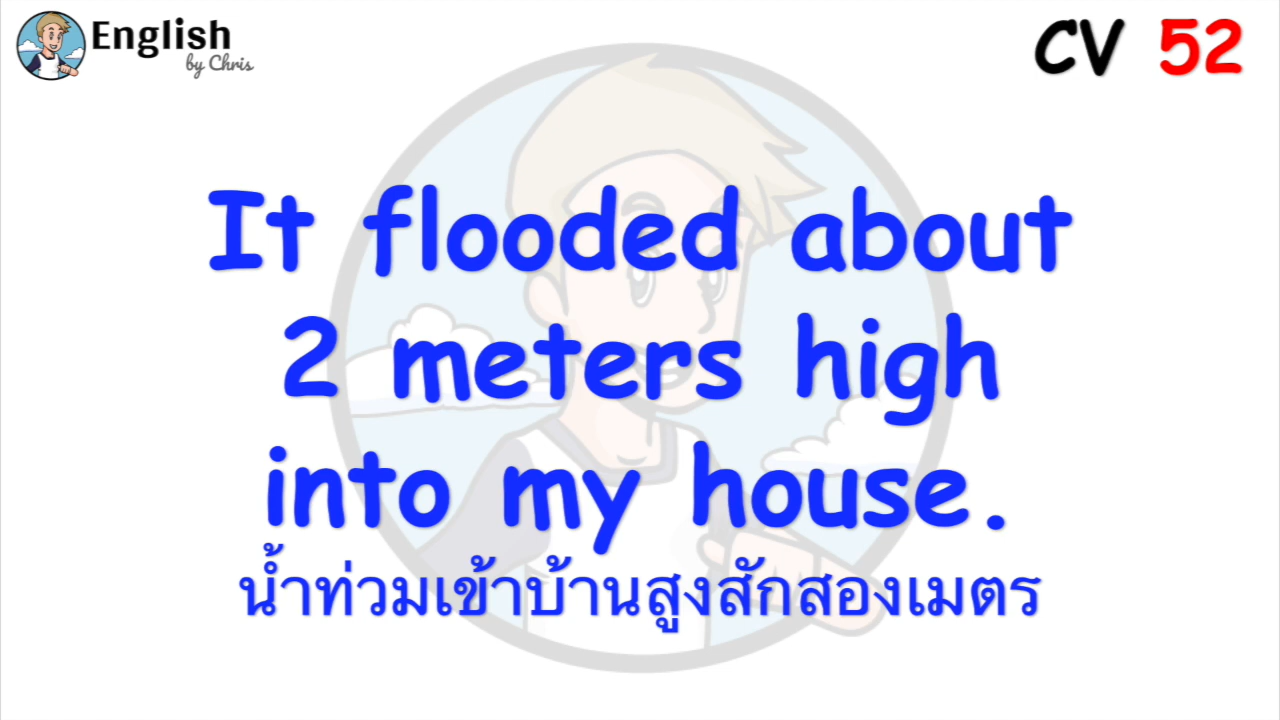 English
by Chris
CV 52
It flooded about
2 meters high
into my house.
น้ำท่วมเข้าบ้านสูงสักสองเมตร